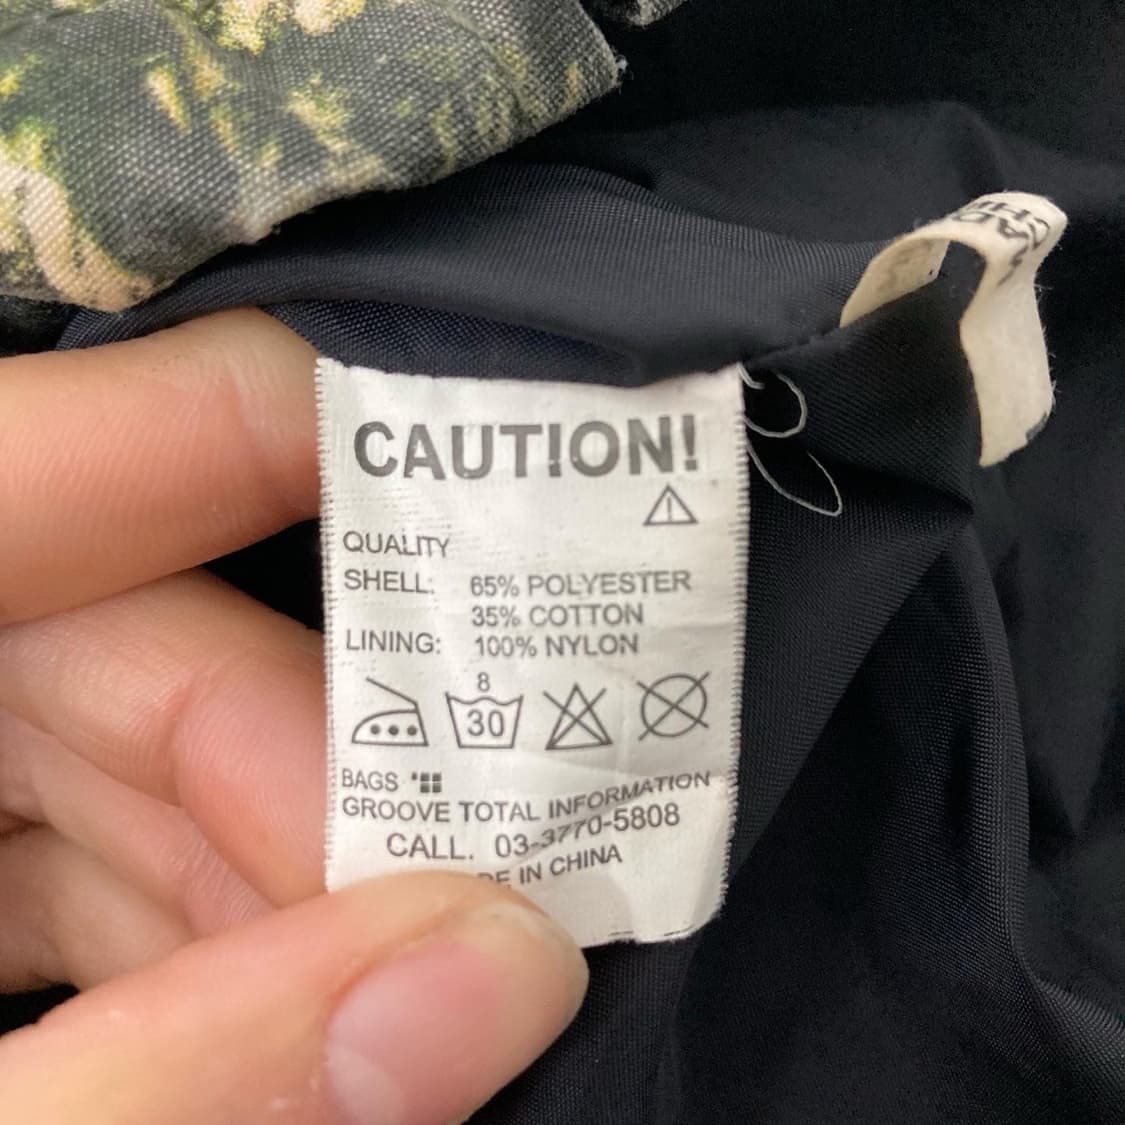 CAUTION!
QUALITY
SHELL: 65% POLYESTER
35% COTTON
LINING: 100% NYLON
8
30
BAGS
GROOVE TOTAL INFORMATION
CALL. 03-3770-5808
DE IN CHINA